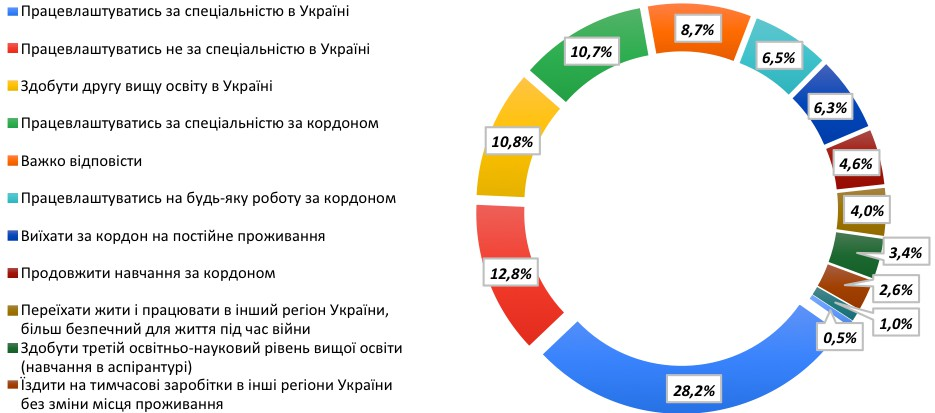 Працевлаштуватись за спеціальністю в Україні
Працевлаштуватись не за спеціальністю в Україні
Здобути другу вищу освіту в Україні
Працевлаштуватись за спеціальністю за кордоном
Важко відповісти
Працевлаштуватись на будь-яку роботу за кордоном
Виїхати за кордон на постійне проживання
Продовжити навчання за кордоном
Переїхати жити і працювати в інший регіон України,
більш безпечний для життя під час війни
Здобути третій освітньо-науковий рівень вищої освіти
(навчання в аспірантурі)
Їздити на тимчасові заробітки в інші регіони України
без зміни місця проживання
8,7%
6,5%
6,3%
4,6%
4,0%
3,4%
2,6%
1,0%
0,5%
28,2%
12,8%
10,8%
10,7%